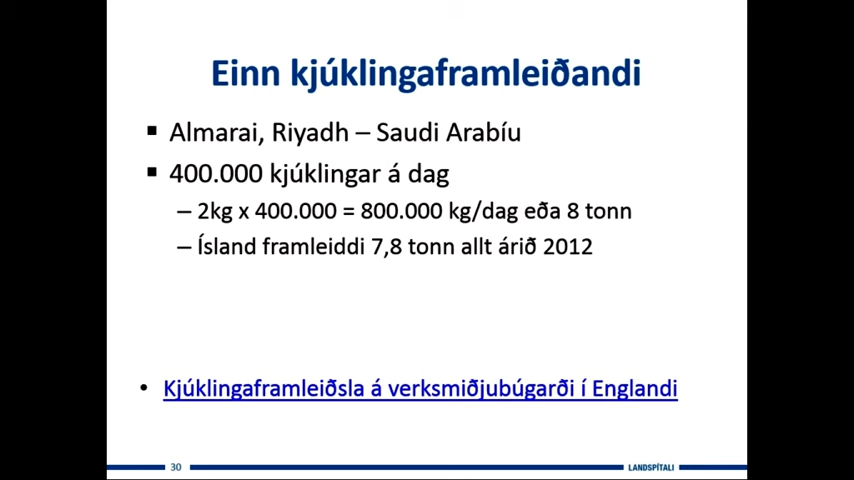 Einn kjúklingaframleiðandi
▪ Almarai, Riyadh – Saudi Arabíu
▪ 400.000 kjúklingar á dag
– 2kg x 400.000 = 800.000 kg/dag eða 8 tonn
– Ísland framleiddi 7,8 tonn allt árið 2012
• Kjúklingaframleiðsla á verksmiðjubúgarði í Englandi
30 LANDSPÍTALI